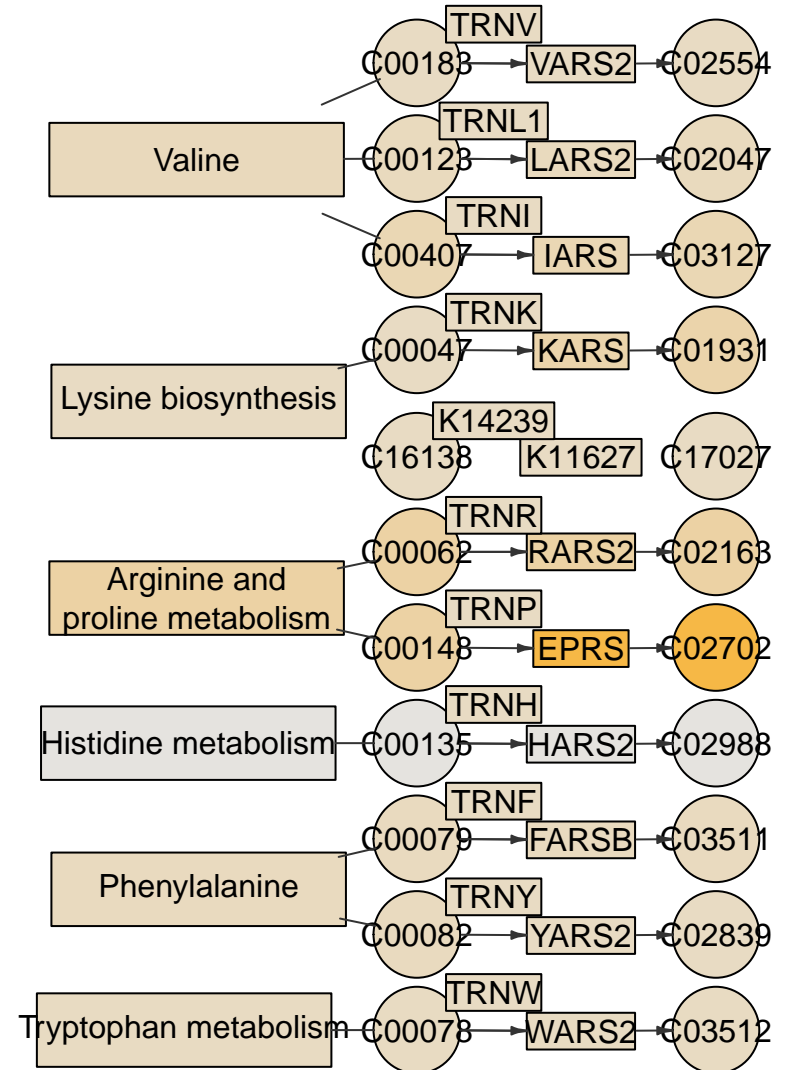 TRNV
C00183 VARS2 C02554
TRNL1
Valine C00123 LARS2 C02047
TRNI
C00407 IARS C03127
TRNK
C00047 KARS C01931
Lysine biosynthesis
K14239
C16138 K11627 C17027
TRNR
C00062 RARS2 C02163
Arginine and
proline metabolism
TRNP
C00148 EPRS C02702
TRNH
Histidine metabolism C00135 HARS2 C02988
TRNF
C00079 FARSB C03511
Phenylalanine
TRNY
C00082 YARS2 C02839
TRNW
Tryptophan metabolism C00078 WARS2 C03512